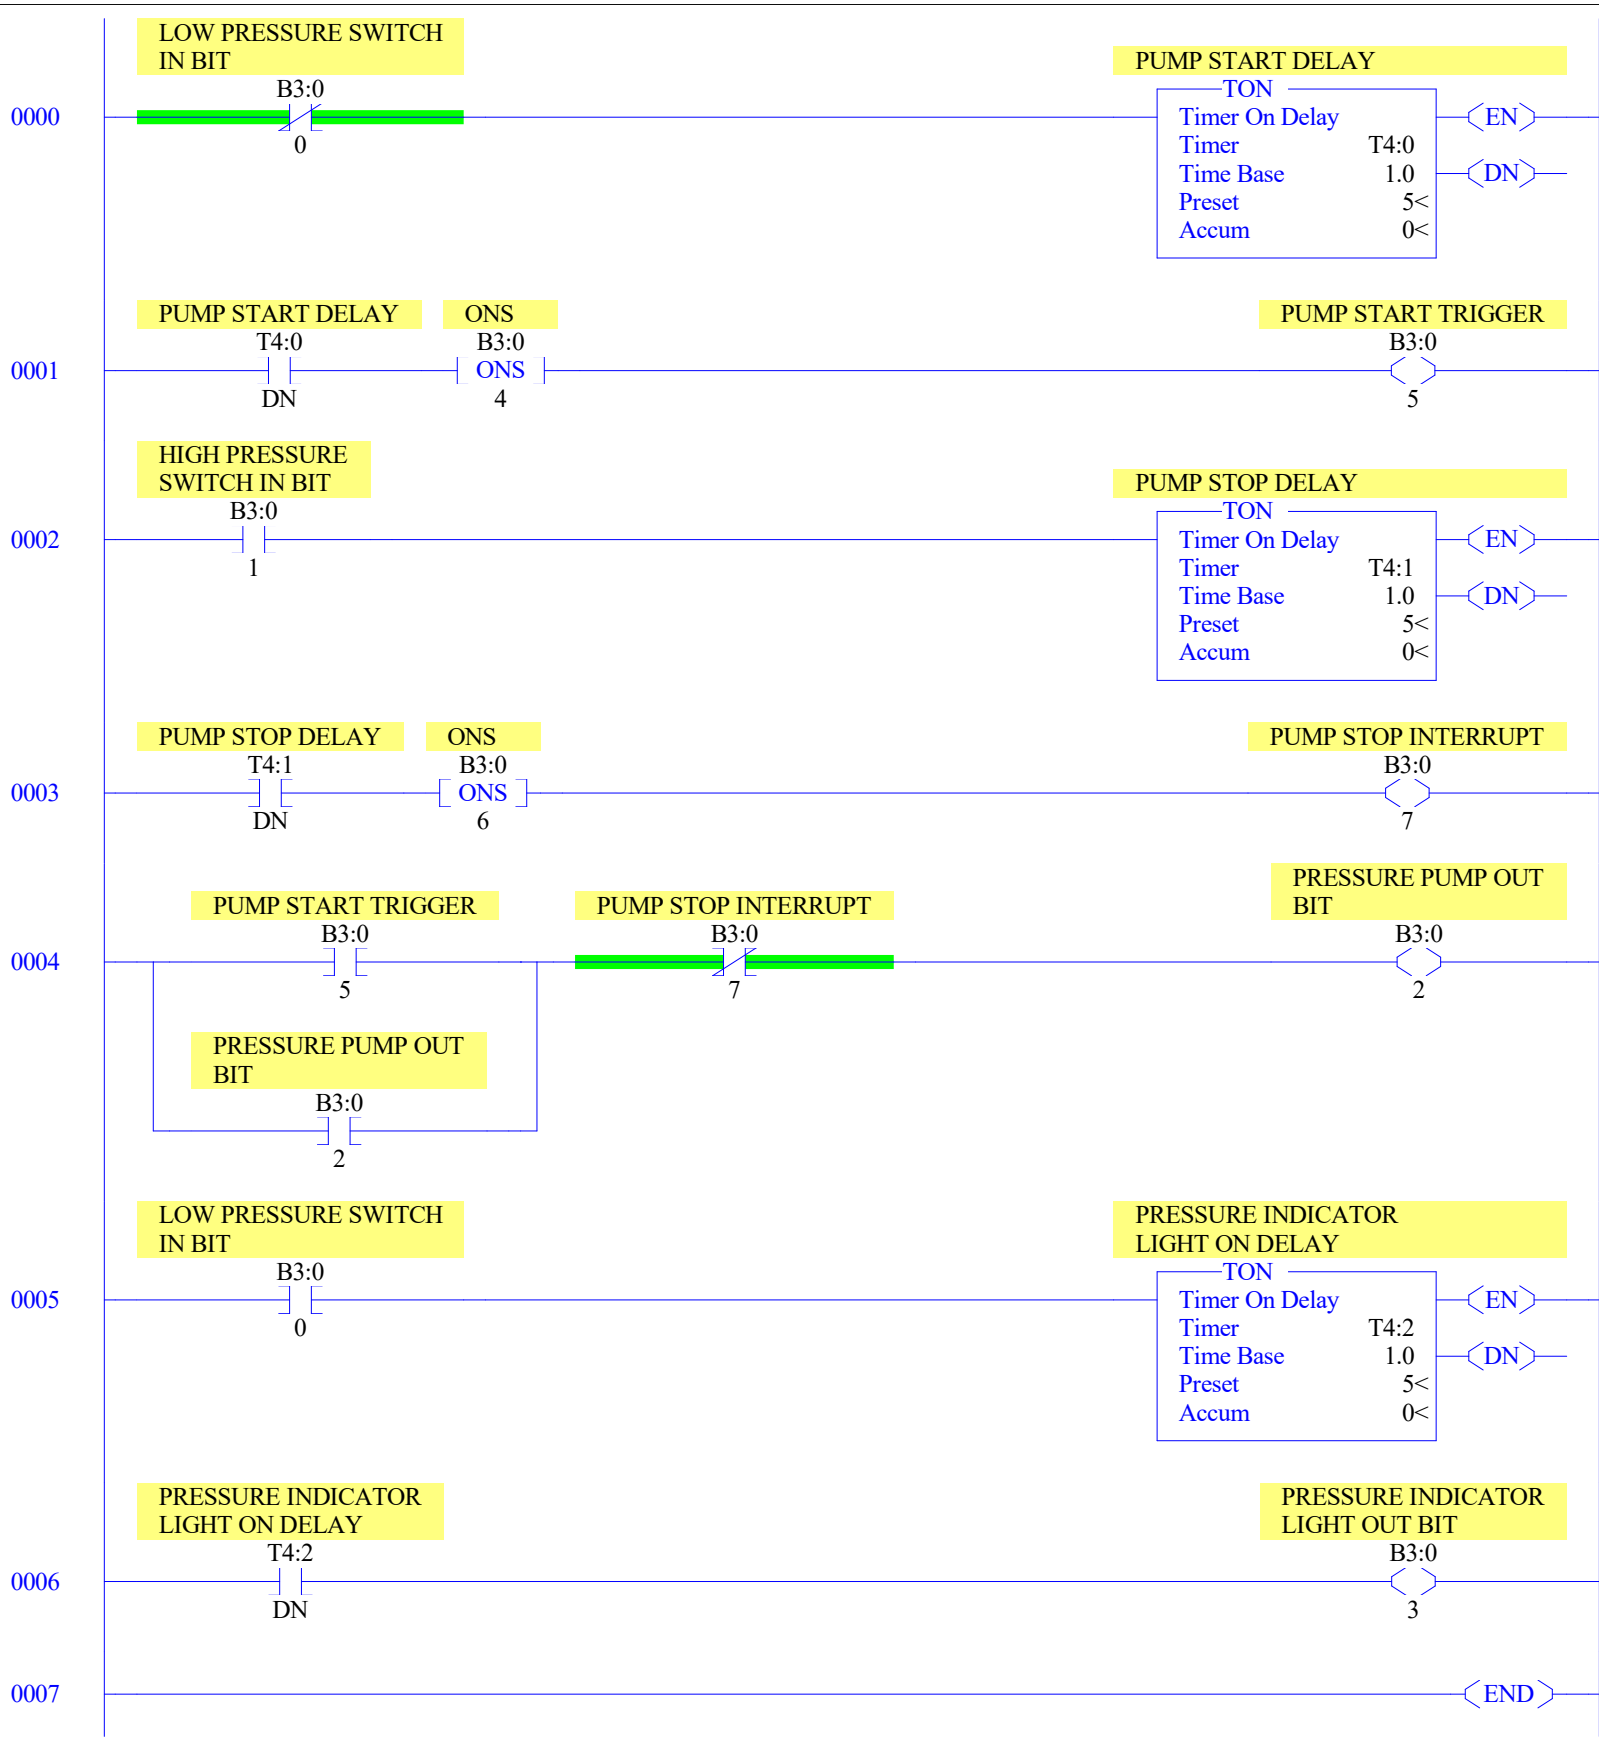 LOW PRESSURE SWITCH
IN BIT
B3:0
0
PUMP START DELAY
TON
Timer On Delay
Timer T4:0
Time Base 1.0
Preset 5<
Accum 0<
EN
DN
0000
PUMP START DELAY
T4:0
DN
ONS
B3:0
ONS
4
PUMP START TRIGGER
B3:0
5
0001
HIGH PRESSURE
SWITCH IN BIT
B3:0
1
PUMP STOP DELAY
TON
Timer On Delay
Timer T4:1
Time Base 1.0
Preset 5<
Accum 0<
EN
DN
0002
PUMP STOP DELAY
T4:1
DN
ONS
B3:0
ONS
6
PUMP STOP INTERRUPT
B3:0
7
0003
PUMP START TRIGGER
B3:0
5
PUMP STOP INTERRUPT
B3:0
7
PRESSURE PUMP OUT
BIT
B3:0
2
0004
PRESSURE PUMP OUT
BIT
B3:0
2
LOW PRESSURE SWITCH
IN BIT
B3:0
0
PRESSURE INDICATOR
LIGHT ON DELAY
TON
Timer On Delay
Timer T4:2
Time Base 1.0
Preset 5<
Accum 0<
EN
DN
0005
PRESSURE INDICATOR
LIGHT ON DELAY
T4:2
DN
PRESSURE INDICATOR
LIGHT OUT BIT
B3:0
3
0006
0007
END